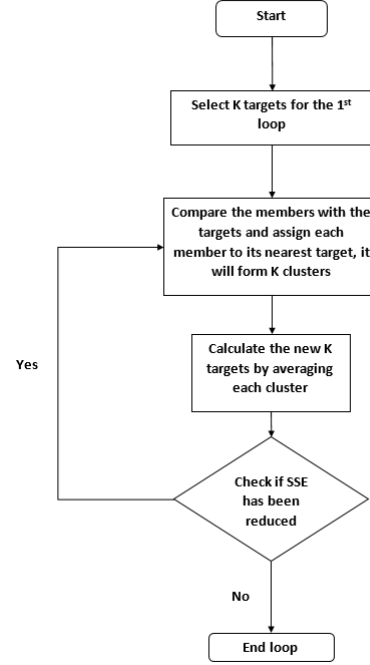 Start
Select K targets for the 1st
loop
Compare the members with the
targets and assign each
member to its nearest target, it
will form K clusters
Calculate the new K
targets by averaging
each cluster
Yes
Check if SSE
has been
reduced
No
End loop